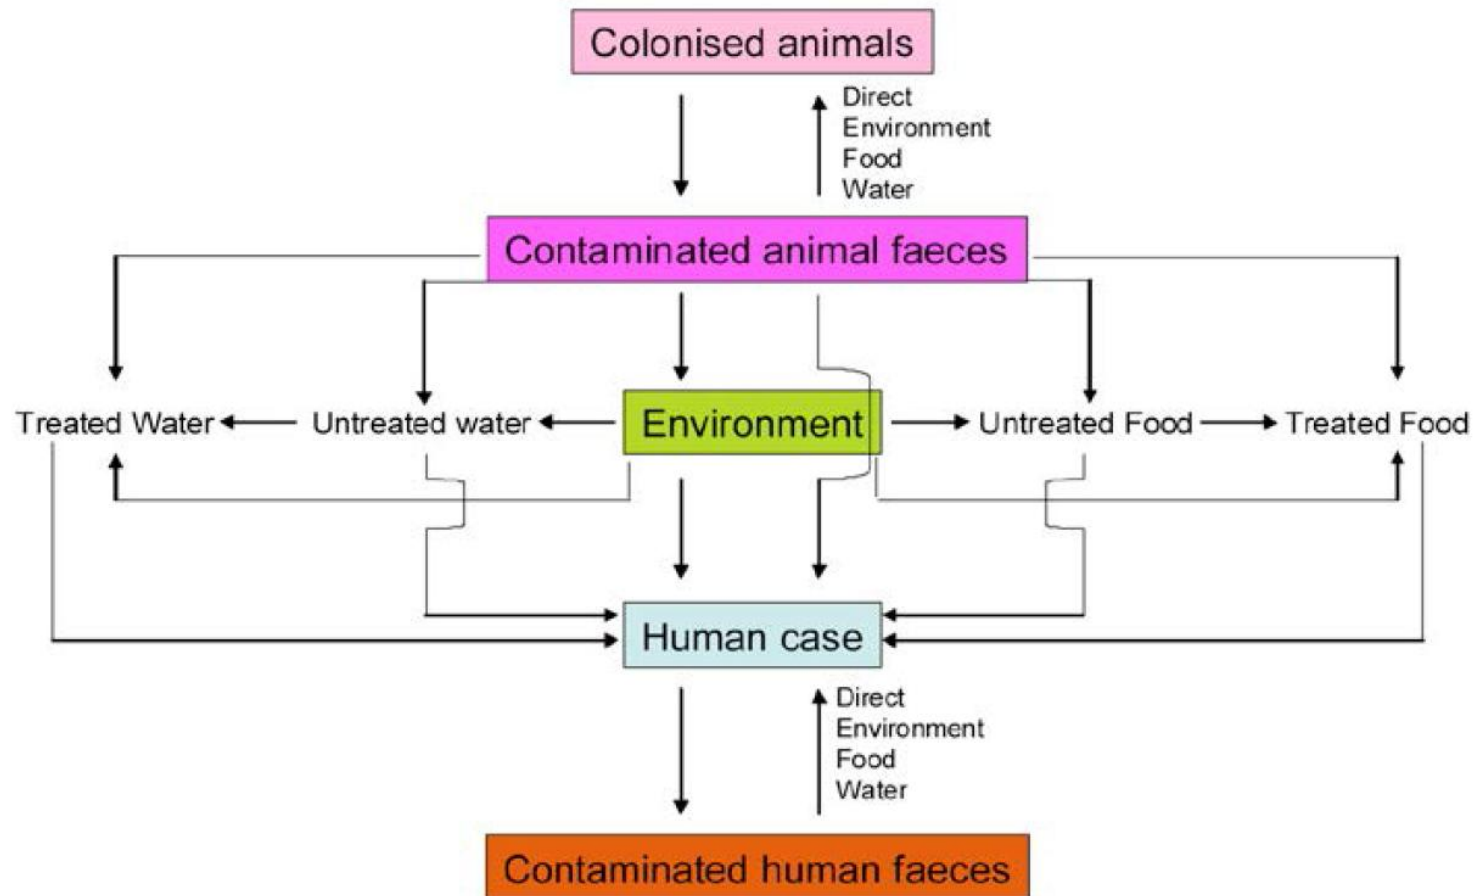 Colonised animals
Direct
Environment
Food
Water
Contaminated animal faeces
Treated Water
Untreated water
Environment
Untreated Food
Treated Food
Human case
Direct
Environment
Food
Water
Contaminated human faeces